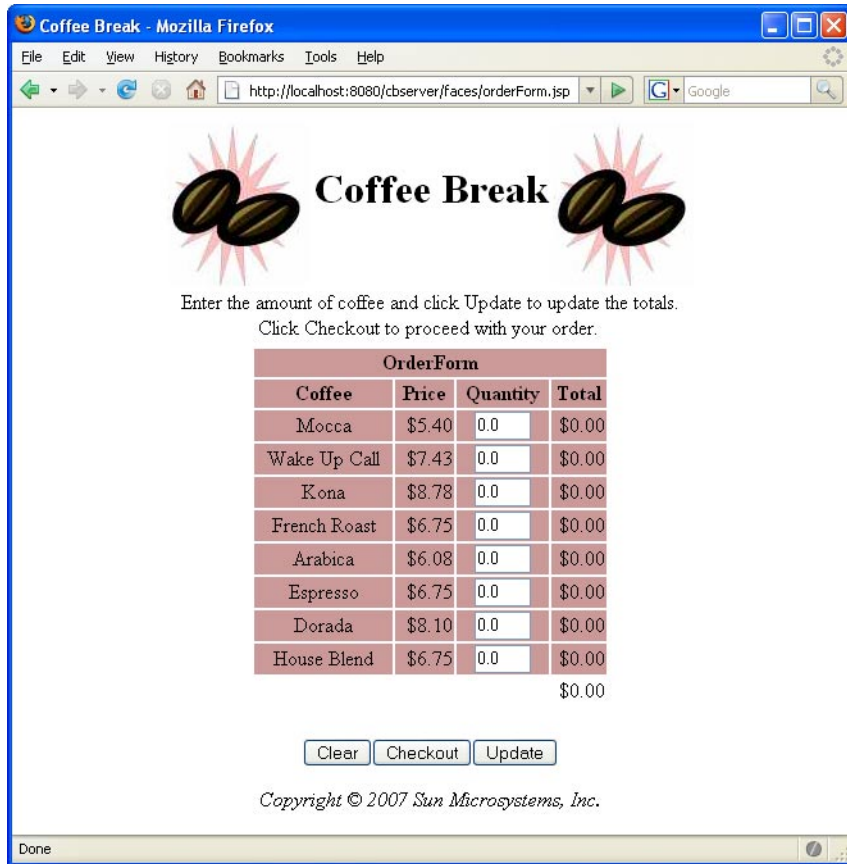 Coffee Break - Mozilla Firefox
File Edit View History Bookmarks Tools Help
http://localhost:8080/cbserver/faces/orderForm.jsp G Google
Coffee Break
Enter the amount of coffee and click Update to update the totals.
Click Checkout to proceed with your order.
OrderForm
Coffee Price Quantity Total
Mocca $5.40 0.0 $0.00
Wake Up Call $7.43 0.0 $0.00
Kona $8.78 0.0 $0.00
French Roast $6.75 0.0 $0.00
Arabica $6.08 0.0 $0.00
Espresso $6.75 0.0 $0.00
Dorada $8.10 0.0 $0.00
House Blend $6.75 0.0 $0.00
$0.00
Clear Checkout Update
Copyright © 2007 Sun Microsystems, Inc.
Done